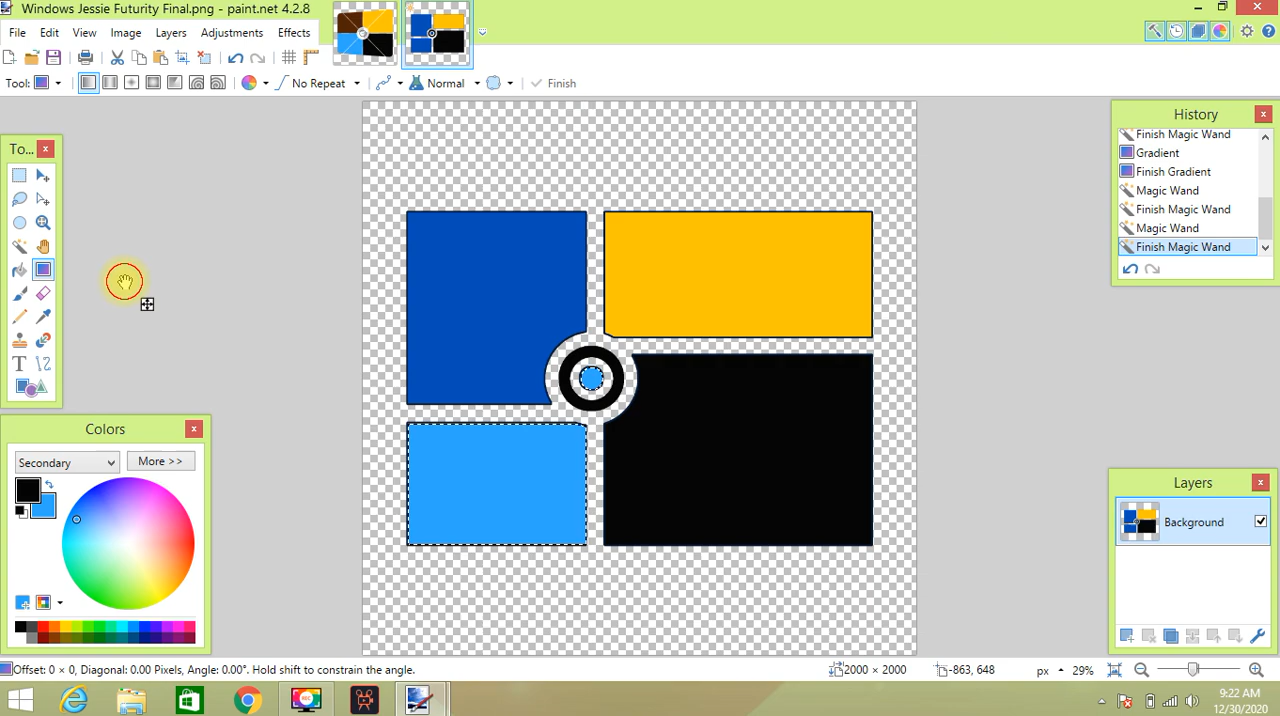 Windows Jessie Futurity Final.png - paint.net 4.2.8
File Edit View Image Layers Adjustments Effects
Tool: No Repeat Normal Finish
To...
History
Finish Magic Wand
Gradient
Finish Gradient
Magic Wand
Finish Magic Wand
Magic Wand
Finish Magic Wand
Colors
Secondary More >>
Layers
Background
Offset: 0 × 0, Diagonal: 0.00 Pixels, Angle: 0.00°. Hold shift to constrain the angle. 2000 × 2000 -863, 648 px 29%
9:22 AM
12/30/2020